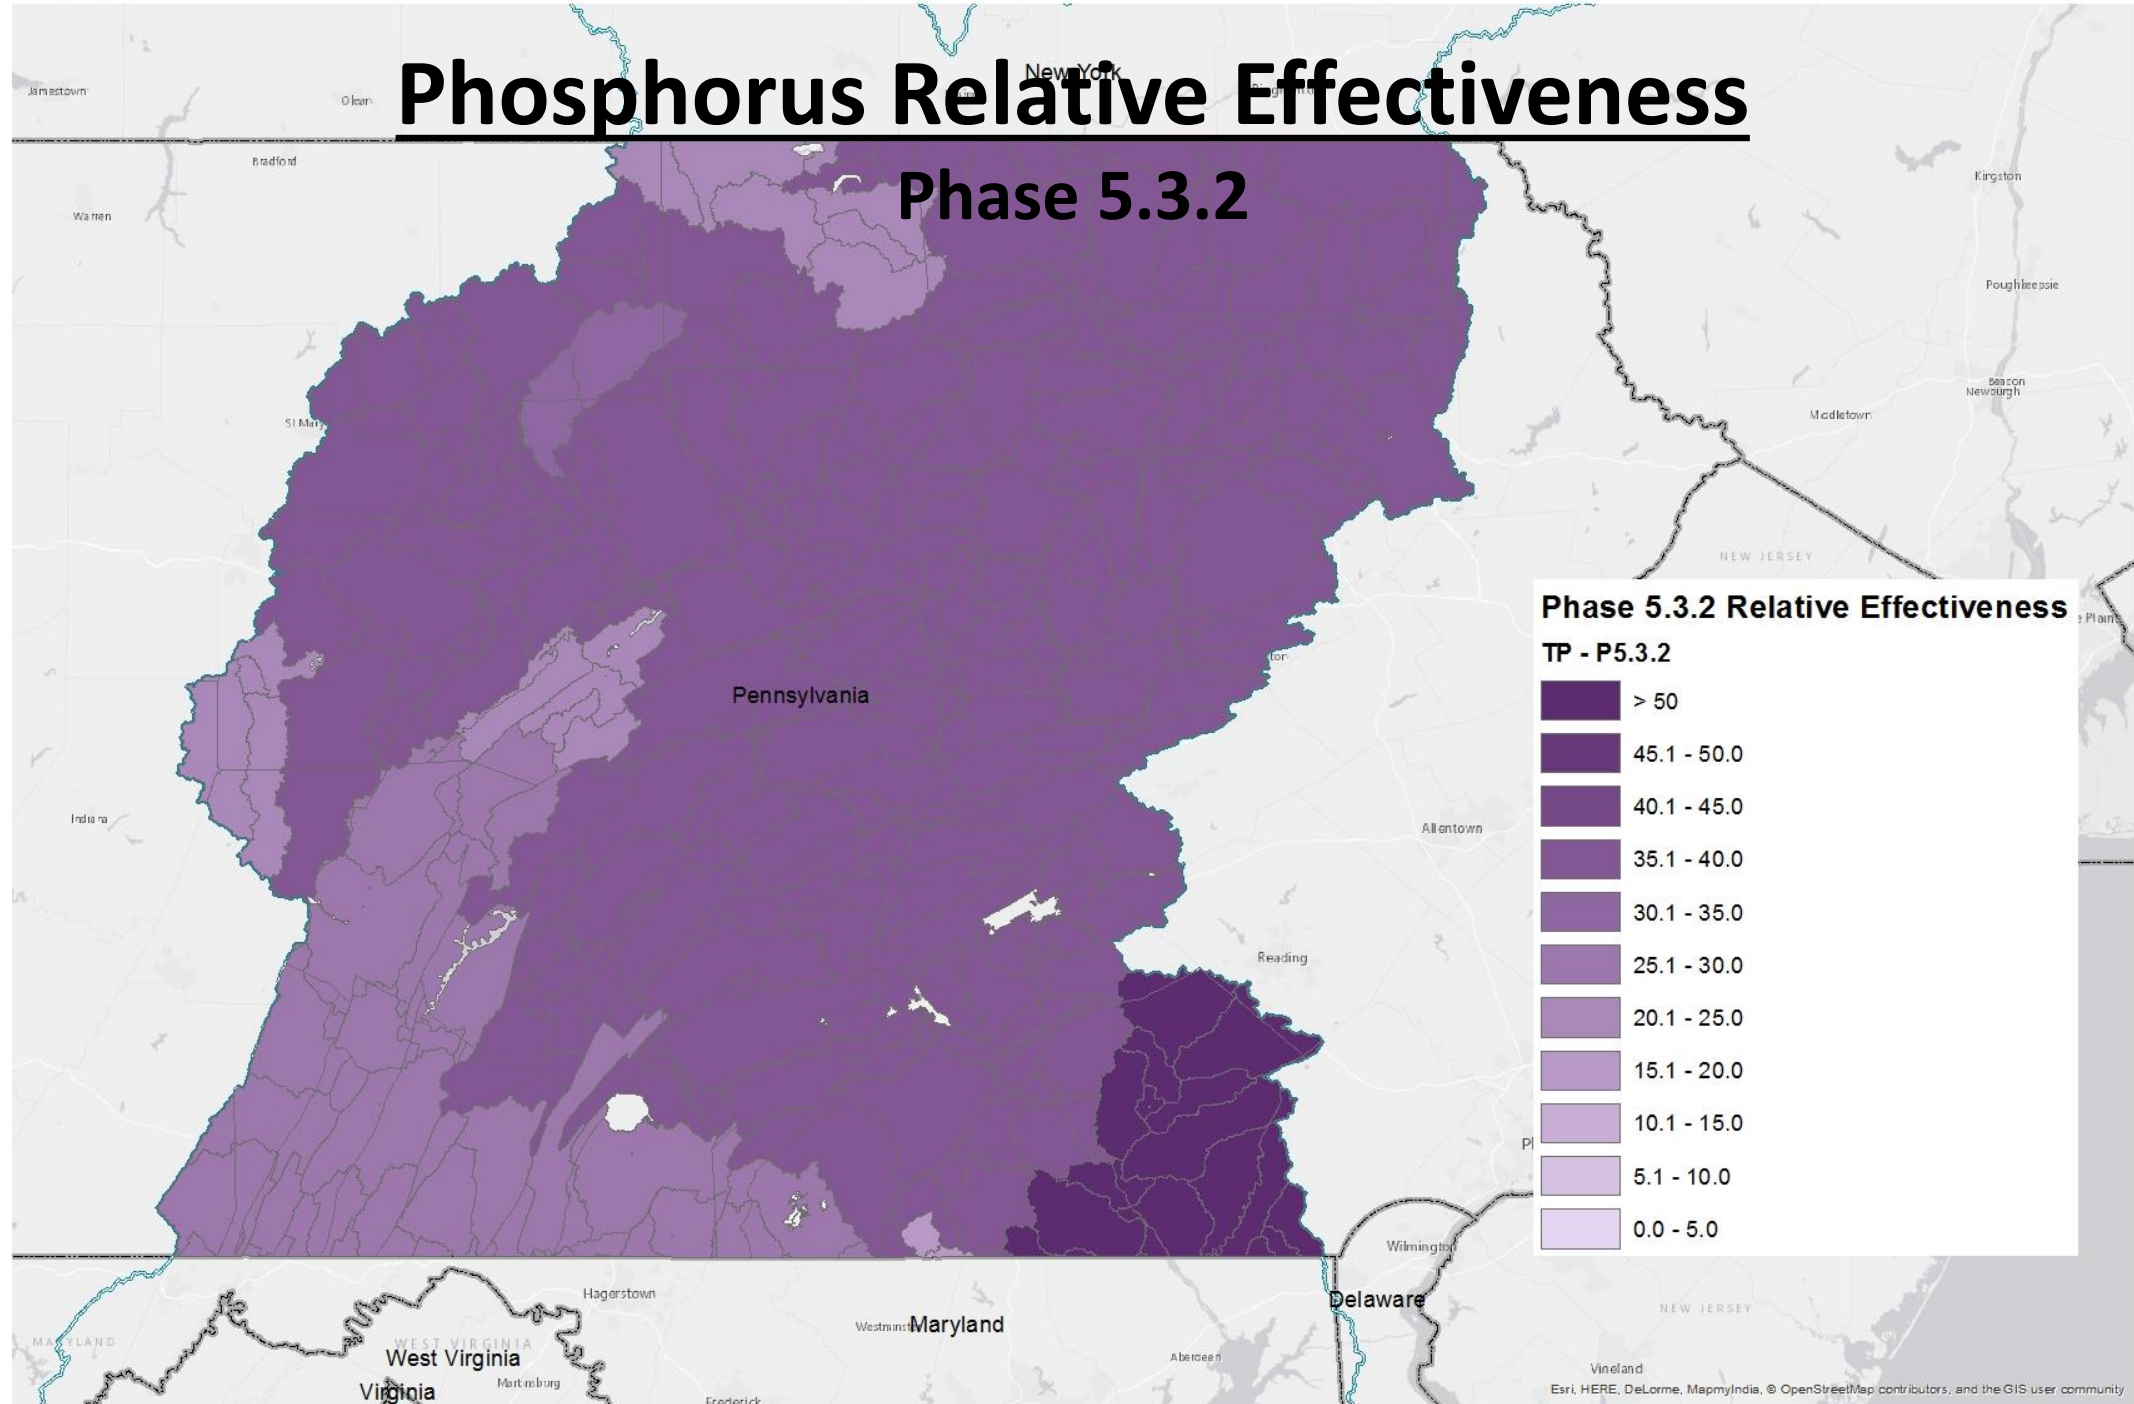 New York
Phosphorus Relative Effectiveness
Jamestown
Olean
Bradford
Phase 5.3.2
Kingston
Warren
Poughkeepsie
Beacon
Newburgh
Middletown
St Mary
NEW JERSEY
Phase 5.3.2 Relative Effectiveness
e Plains
TP - P5.3.2
ton
Pennsylvania
> 50
45.1 - 50.0
40.1 - 45.0
Indiana
Allentown
35.1 - 40.0
30.1 - 35.0
Reading
25.1 - 30.0
20.1 - 25.0
15.1 - 20.0
10.1 - 15.0
5.1 - 10.0
0.0 - 5.0
Wilmington
Hagerstown
Delaware
NEW JERSEY
Maryland
MARYLAND
WEST VIRGINIA
West Virginia
Aberdeen
Vineland
Martinsburg
Virginia
Esri, HERE, DeLorme, MapmyIndia, © OpenStreetMap contributors, and the GIS user community
Frederick